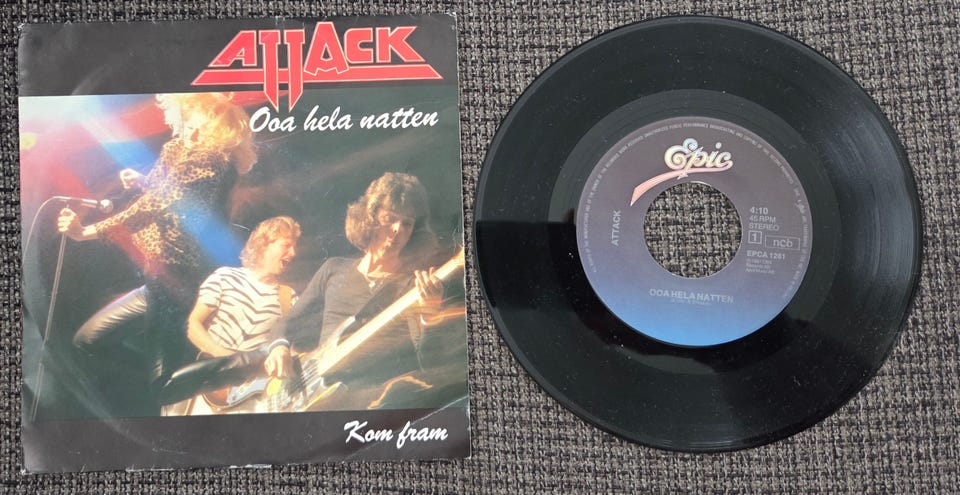 ATTACK
Ooa hela natten
Kom fram
Epic
ATTACK
4:10
45 RPM
STEREO
1 ncb
EPCA 1261
OOA HELA NATTEN